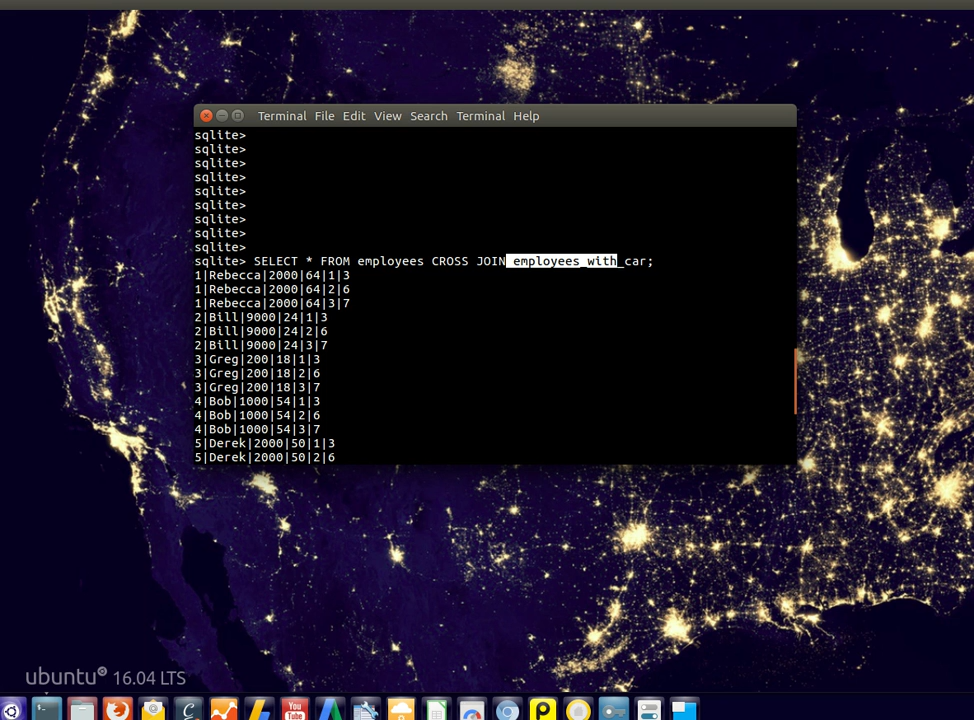 Terminal File Edit View Search Terminal Help
sqlite>
sqlite>
sqlite>
sqlite>
sqlite>
sqlite>
sqlite>
sqlite>
sqlite>
sqlite> SELECT * FROM employees CROSS JOIN employees_with_car;
1|Rebecca|2000|64|1|3
1|Rebecca|2000|64|2|6
1|Rebecca|2000|64|3|7
2|Bill|9000|24|1|3
2|Bill|9000|24|2|6
2|Bill|9000|24|3|7
3|Greg|200|18|1|3
3|Greg|200|18|2|6
3|Greg|200|18|3|7
4|Bob|1000|54|1|3
4|Bob|1000|54|2|6
4|Bob|1000|54|3|7
5|Derek|2000|50|1|3
5|Derek|2000|50|2|6
ubuntu 16.04 LTS
You
Tube